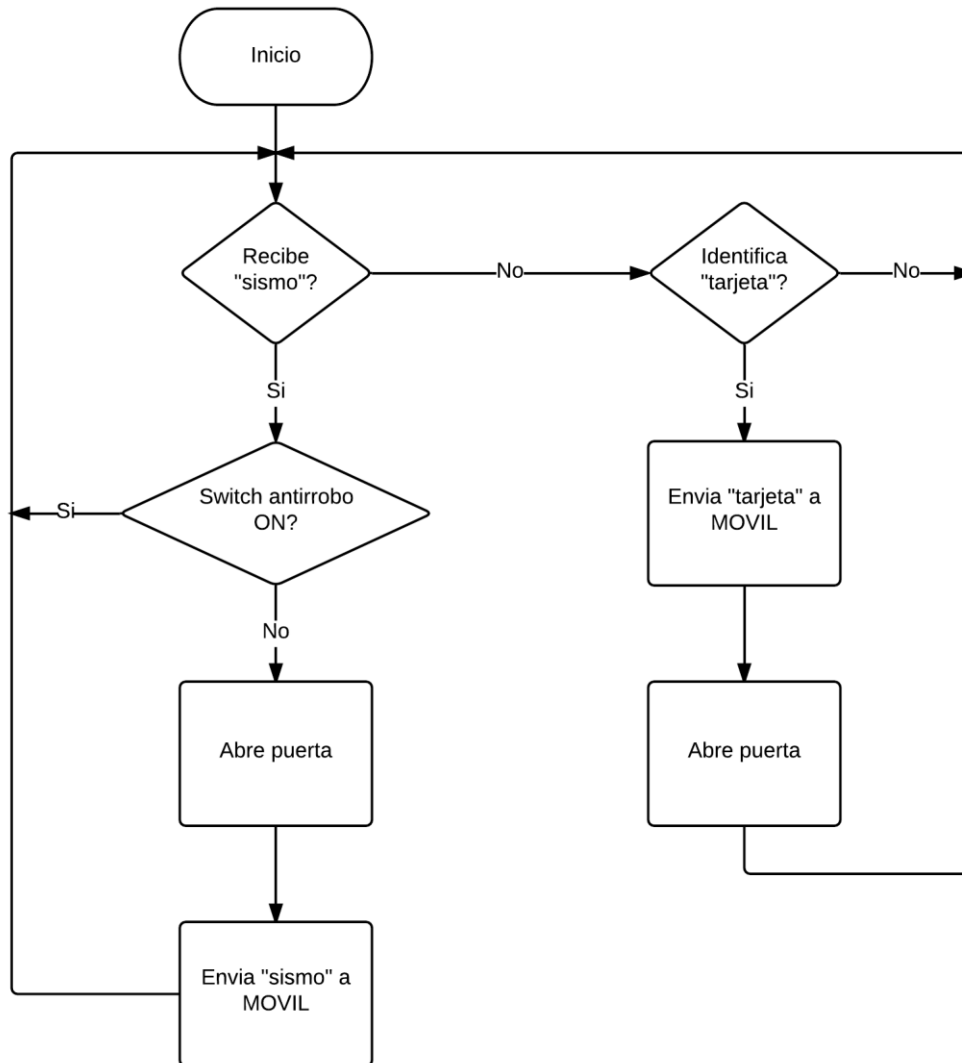 Inicio
Recibe
"sismo"?
No
Identifica
"tarjeta"?
No
Si
Si
Envia "tarjeta" a
MOVIL
Switch antirrobo
ON?
Si
No
Abre puerta
Abre puerta
Envia "sismo" a
MOVIL